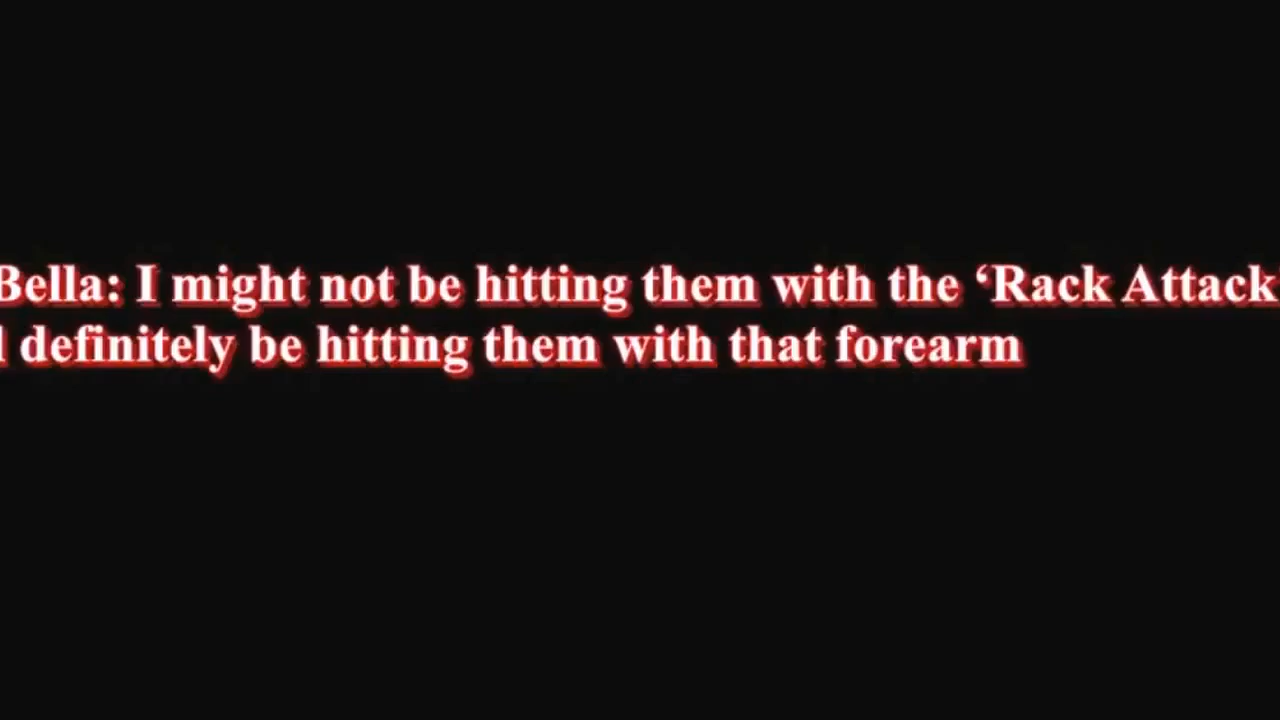 Bella: I might not be hitting them with the ‘Rack Attack
definitely be hitting them with that forearm